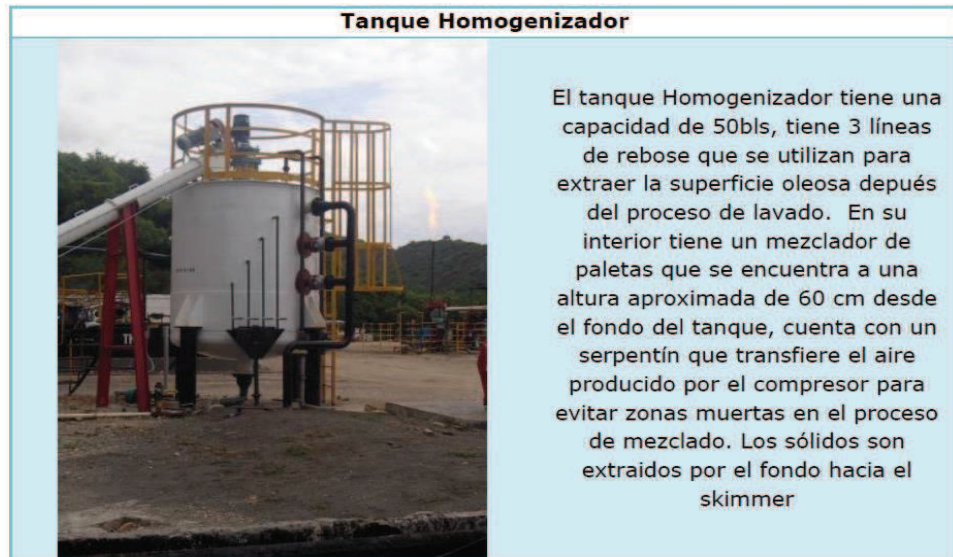 Tanque Homogenizador
El tanque Homogenizador tiene una
capacidad de 50bls, tiene 3 líneas
de rebose que se utilizan para
extraer la superficie oleosa depués
del proceso de lavado. En su
interior tiene un mezclador de
paletas que se encuentra a una
altura aproximada de 60 cm desde
el fondo del tanque, cuenta con un
serpentín que transfiere el aire
producido por el compresor para
evitar zonas muertas en el proceso
de mezclado. Los sólidos son
extraidos por el fondo hacia el
skimmer